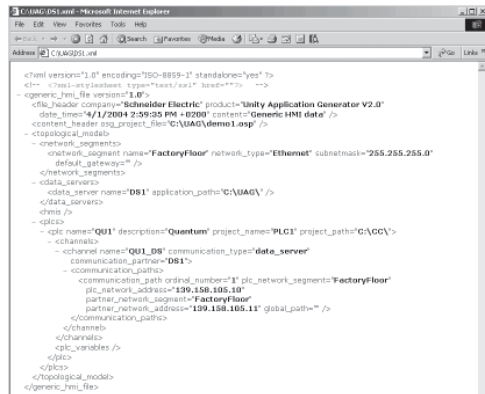 C:\UAG\DS1.xml - Microsoft Internet Explorer
File Edit View Favorites Tools Help
Back Search Favorites Media
Address C:\UAG\DS1.xml Go Links »
<?xml version="1.0" encoding="ISO-8859-1" standalone="yes" ?>
<!-- <?xml-stylesheet type="text/xsl" href=""?> -->
- <generic_hmi_file version="1.0">
<file_header company="Schneider Electric" product="Unity Application Generator V2.0"
date_time="4/1/2004 2:59:35 PM +0200" content="Generic HMI data" />
<content_header osg_project_file="C:\UAG\demo1.osp" />
- <topological_model>
- <network_segments>
<network_segment name="FactoryFloor" network_type="Ethernet" subnetmask="255.255.255.0"
default_gateway="" />
</network_segments>
- <data_servers>
<data_server name="DS1" application_path="C:\UAG\" />
</data_servers>
<hmis />
- <plcs>
- <plc name="QU1" description="Quantum" project_name="PLC1" project_path="C:\CC\">
- <channels>
- <channel name="QU1_DS" communication_type="data_server"
communication_partner="DS1">
- <communication_paths>
<communication_path ordinal_number="1" plc_network_segment="FactoryFloor"
plc_network_address="139.158.105.10"
partner_network_segment="FactoryFloor"
partner_network_address="139.158.105.11" global_path="" />
</communication_paths>
</channel>
</channels>
<plc_variables />
</plc>
</plcs>
</topological_model>
</generic_hmi_file>